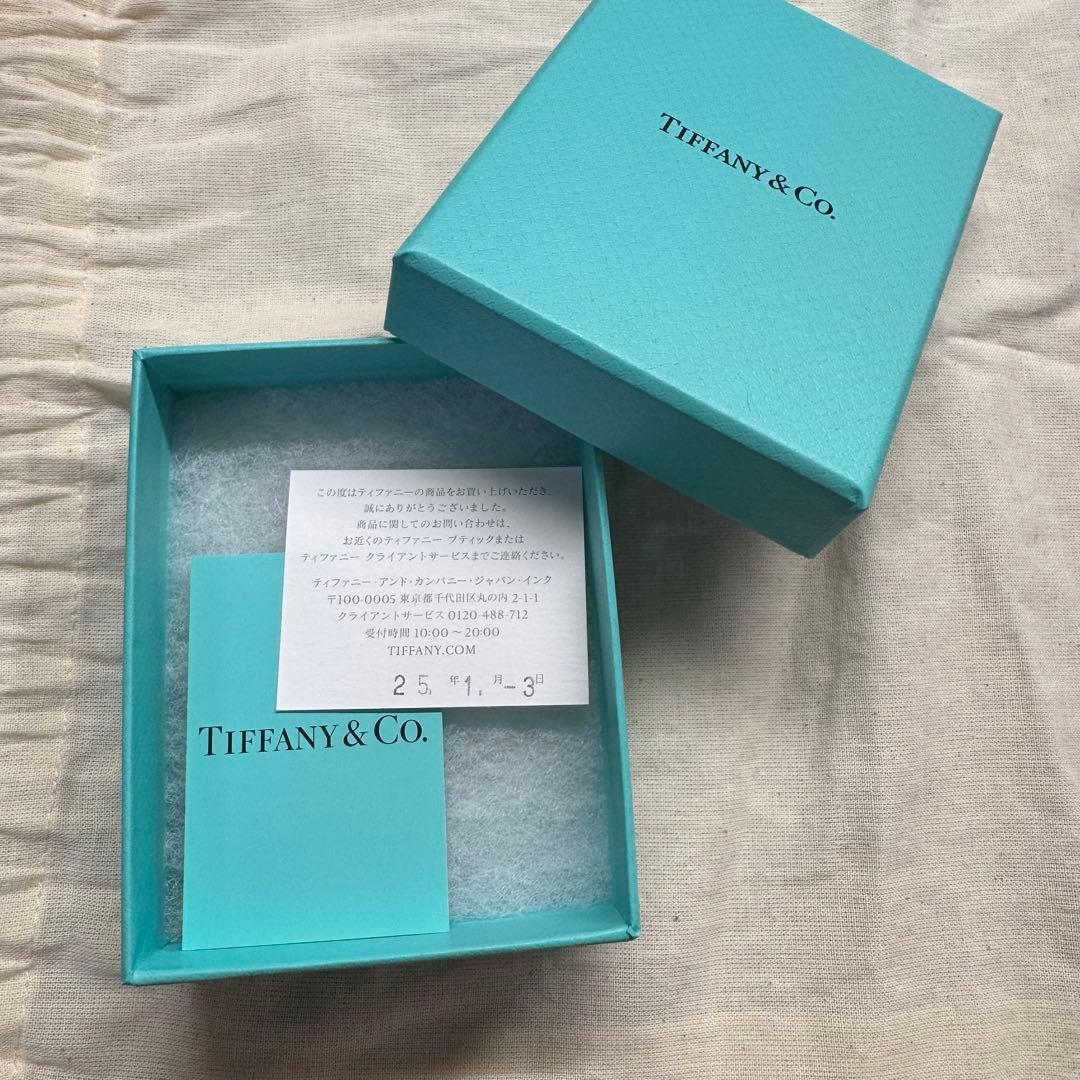 TIFFANY & CO.
この度はティファニーの商品をお買い上げいただき、
誠にありがとうございました。
商品に関してのお問い合わせは、
お近くのティファニー ブティックまたは
ティファニー クライアントサービスまでご連絡ください。
ティファニー・アンド・カンパニー・ジャパン・インク
〒100-0005 東京都千代田区丸の内 2-1-1
クライアントサービス 0120-488-712
受付時間 10:00～20:00
TIFFANY.COM
25.年1.月-3日
TIFFANY & CO.